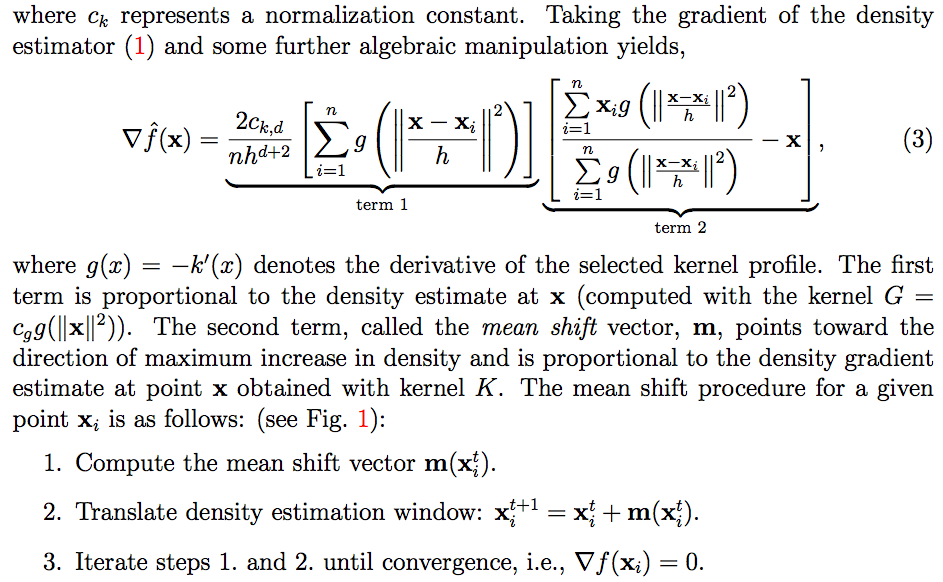 where $c_k$ represents a normalization constant. Taking the gradient of the density
estimator (1) and some further algebraic manipulation yields,
$$\nabla \hat{f}(\mathbf{x}) = \underbrace{\frac{2c_{k,d}}{nh^{d+2}} \left[ \sum_{i=1}^{n} g\left( \left\| \frac{\mathbf{x} - \mathbf{x}_i}{h} \right\|^2 \right) \right]}_{\text{term 1}} \underbrace{\left[ \frac{\sum_{i=1}^{n} \mathbf{x}_i g\left( \left\| \frac{\mathbf{x} - \mathbf{x}_i}{h} \right\|^2 \right)}{\sum_{i=1}^{n} g\left( \left\| \frac{\mathbf{x} - \mathbf{x}_i}{h} \right\|^2 \right)} - \mathbf{x} \right]}_{\text{term 2}}, \quad (3)$$
where $g(x) = -k'(x)$ denotes the derivative of the selected kernel profile. The first
term is proportional to the density estimate at $\mathbf{x}$ (computed with the kernel $G =$
$c_g g(\|\mathbf{x}\|^2)$). The second term, called the mean shift vector, $\mathbf{m}$, points toward the
direction of maximum increase in density and is proportional to the density gradient
estimate at point $\mathbf{x}$ obtained with kernel $K$. The mean shift procedure for a given
point $\mathbf{x}_i$ is as follows: (see Fig. 1):
1. Compute the mean shift vector $\mathbf{m}(\mathbf{x}_i^t)$.
2. Translate density estimation window: $\mathbf{x}_i^{t+1} = \mathbf{x}_i^t + \mathbf{m}(\mathbf{x}_i^t)$.
3. Iterate steps 1. and 2. until convergence, i.e., $\nabla f(\mathbf{x}_i) = 0$.